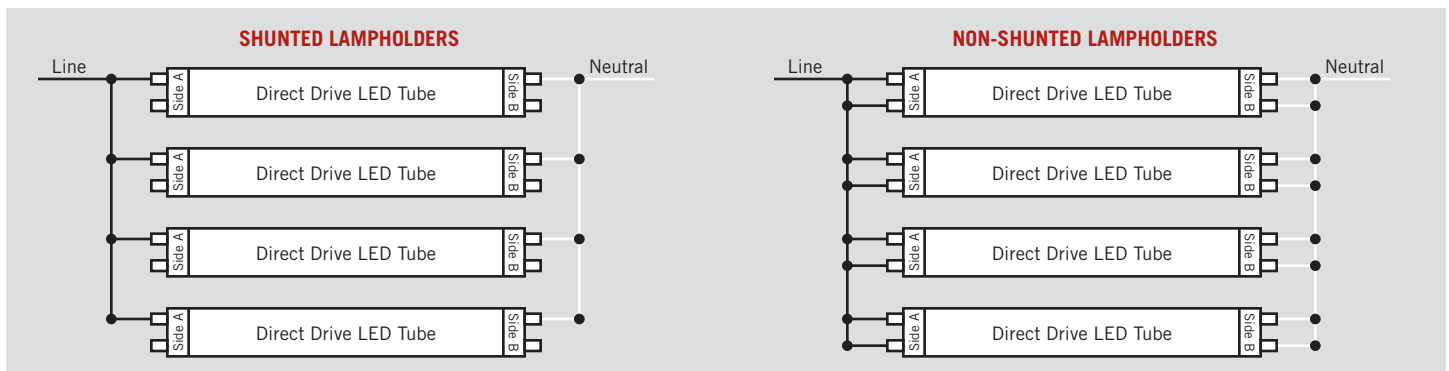 SHUNTED LAMPHOLDERS
Line
Neutral
Side A
Direct Drive LED Tube
Side B
Side A
Direct Drive LED Tube
Side B
Side A
Direct Drive LED Tube
Side B
Side A
Direct Drive LED Tube
Side B
NON-SHUNTED LAMPHOLDERS
Line
Neutral
Side A
Direct Drive LED Tube
Side B
Side A
Direct Drive LED Tube
Side B
Side A
Direct Drive LED Tube
Side B
Side A
Direct Drive LED Tube
Side B